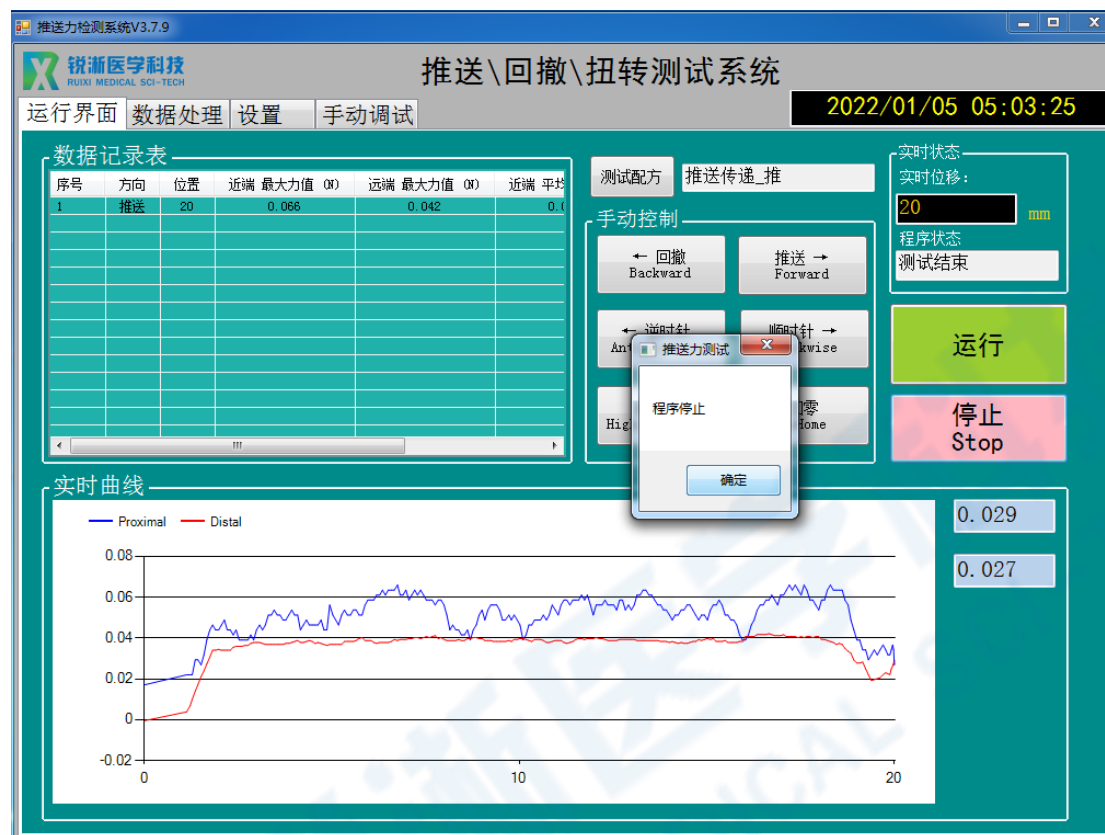 推送力检测系统V3.7.9
锐淅医学科技
RUIXI MEDICAL SCI-TECH
推送\回撤\扭转测试系统
运行界面 数据处理 设置 手动调试
2022/01/05 05:03:25
数据记录表
序号 方向 位置 近端 最大力值 (N) 远端 最大力值 (N) 近端 平均
1 推送 20 0.066 0.042 0.0
测试配方 推送传递_推
手动控制
← 回撤
Backward
推送 →
Forward
← 逆时针
顺时针 →
实时状态
实时位移:
20 mm
程序状态
测试结束
运行
停止
Stop
推送力测试
程序停止
确定
Home
实时曲线
Proximal Distal
0.029
0.027
0.08
0.06
0.04
0.02
0
-0.02
0 10 20